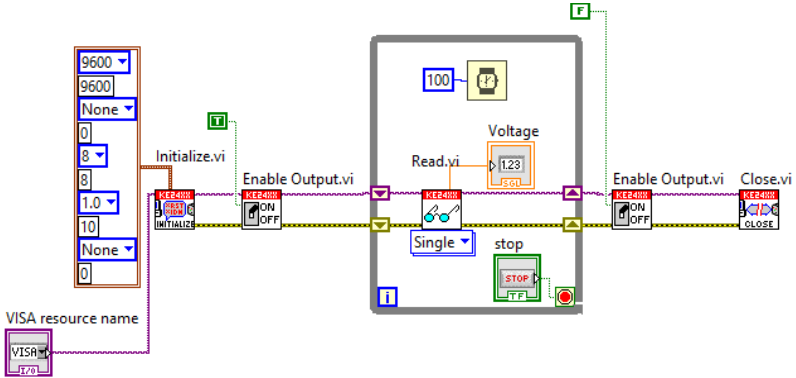 F
9600
9600
None
0
8
8
1.0
10
None
0
T
100
Voltage
1.23
SGL
Initialize.vi
KE24XX
*RST
*IDN
INITIALIZE
Enable Output.vi
KE24XX
ON
OFF
Read.vi
KE24XX
Single
stop
STOP
TF
i
Enable Output.vi
KE24XX
ON
OFF
Close.vi
KE24XX
CLOSE
VISA resource name
VISA
I/O